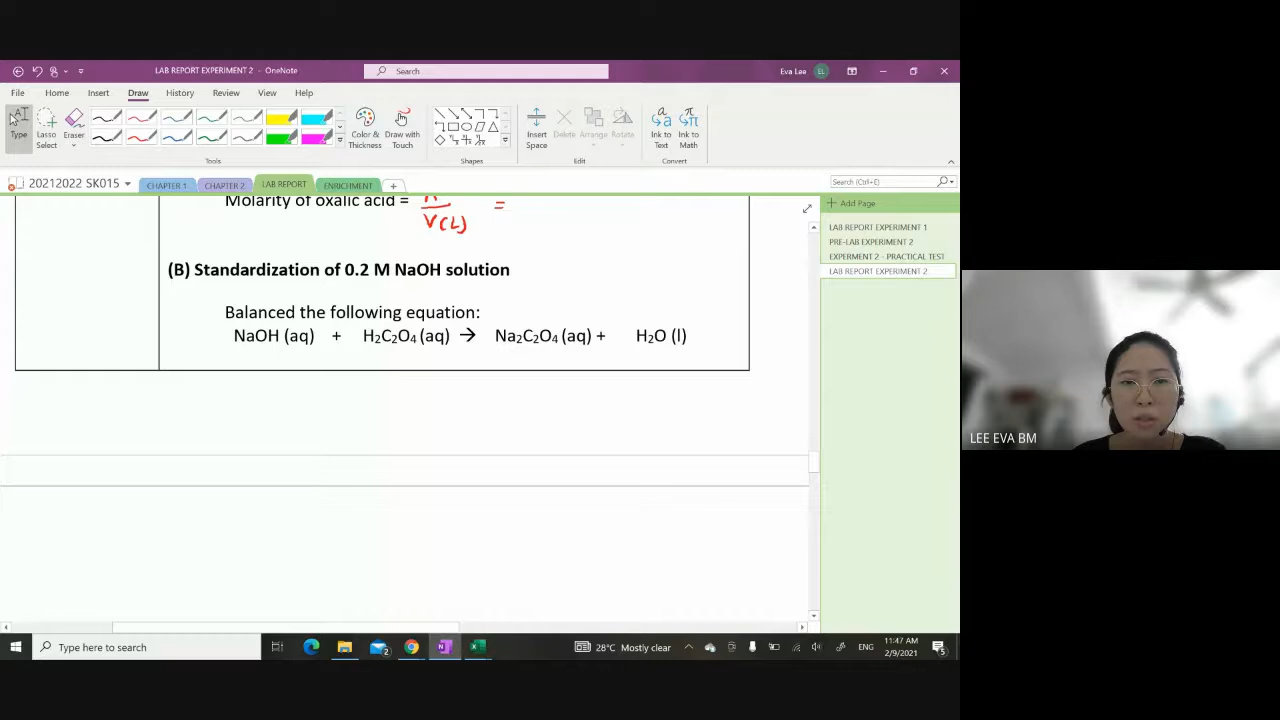 LAB REPORT EXPERIMENT 2 - OneNote
Search
Eva Lee
EL
File Home Insert Draw History Review View Help
Type
Lasso Select
Eraser
Color & Thickness
Draw with Touch
Insert Space
Delete
Arrange
Rotate
Ink to Text
Ink to Math
Tools
Shapes
Edit
Convert
20212022 SK015
CHAPTER 1
CHAPTER 2
LAB REPORT
ENRICHMENT
Search (Ctrl+E)
Add Page
LAB REPORT EXPERIMENT 1
PRE-LAB EXPERIMENT 2
EXPERMENT 2 - PRACTICAL TEST
LAB REPORT EXPERIMENT 2
Molarity of oxalic acid = V(L) =
(B) Standardization of 0.2 M NaOH solution
Balanced the following equation:
NaOH (aq) + H₂C₂O₄ (aq) → Na₂C₂O₄ (aq) + H₂O (l)
LEE EVA BM
Type here to search
2
28°C Mostly clear
ENG
11:47 AM
2/9/2021
5